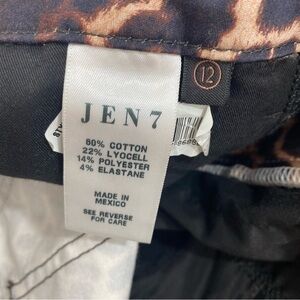 12
JEN7
60% COTTON
22% LYOCELL
14% POLYESTER
4% ELASTANE
MADE IN
MEXICO
SEE REVERSE
FOR CARE